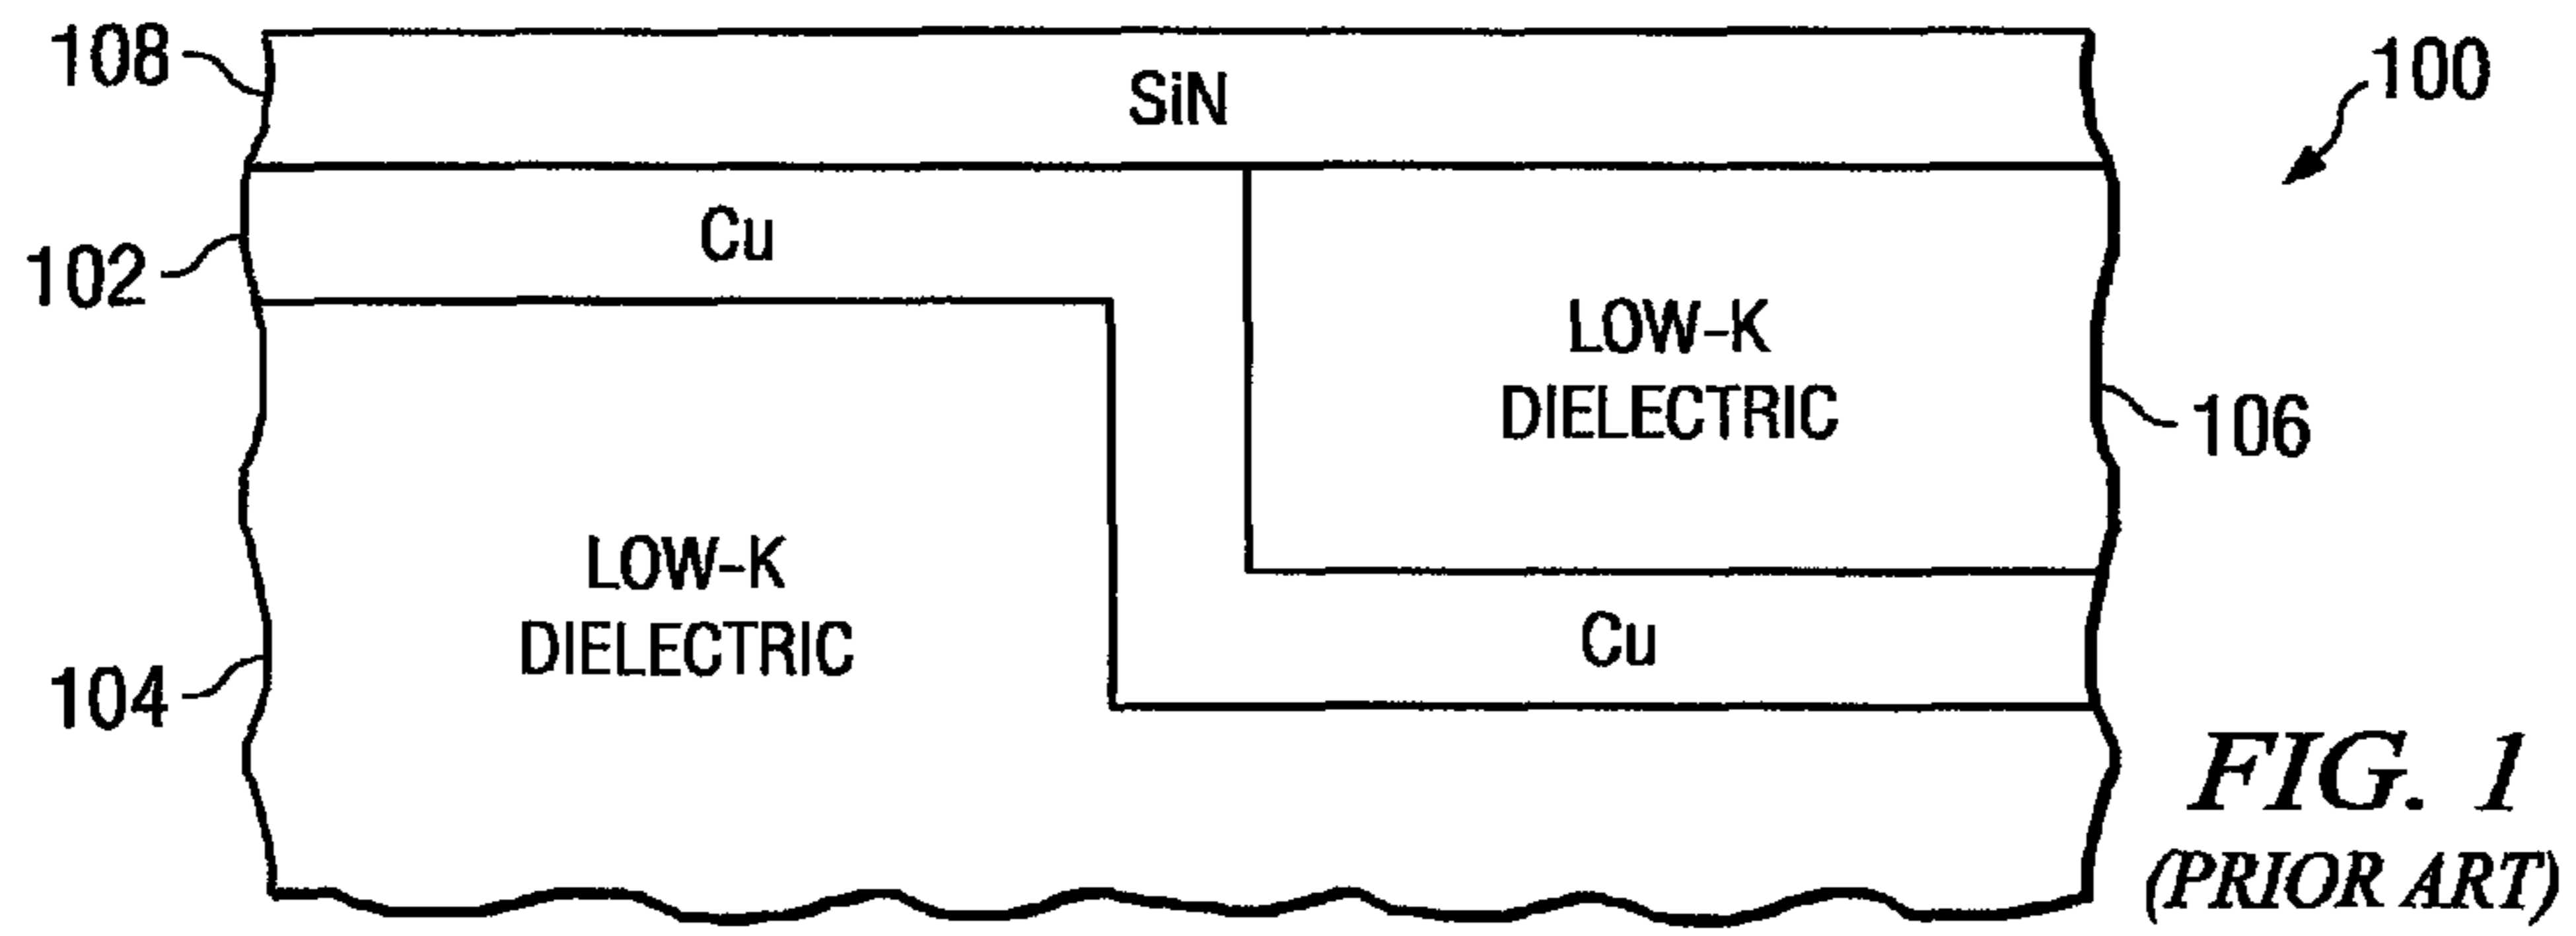 108
SiN
100
Cu
102
LOW-K
DIELECTRIC
106
LOW-K
DIELECTRIC
Cu
104
FIG. 1
(PRIOR ART)